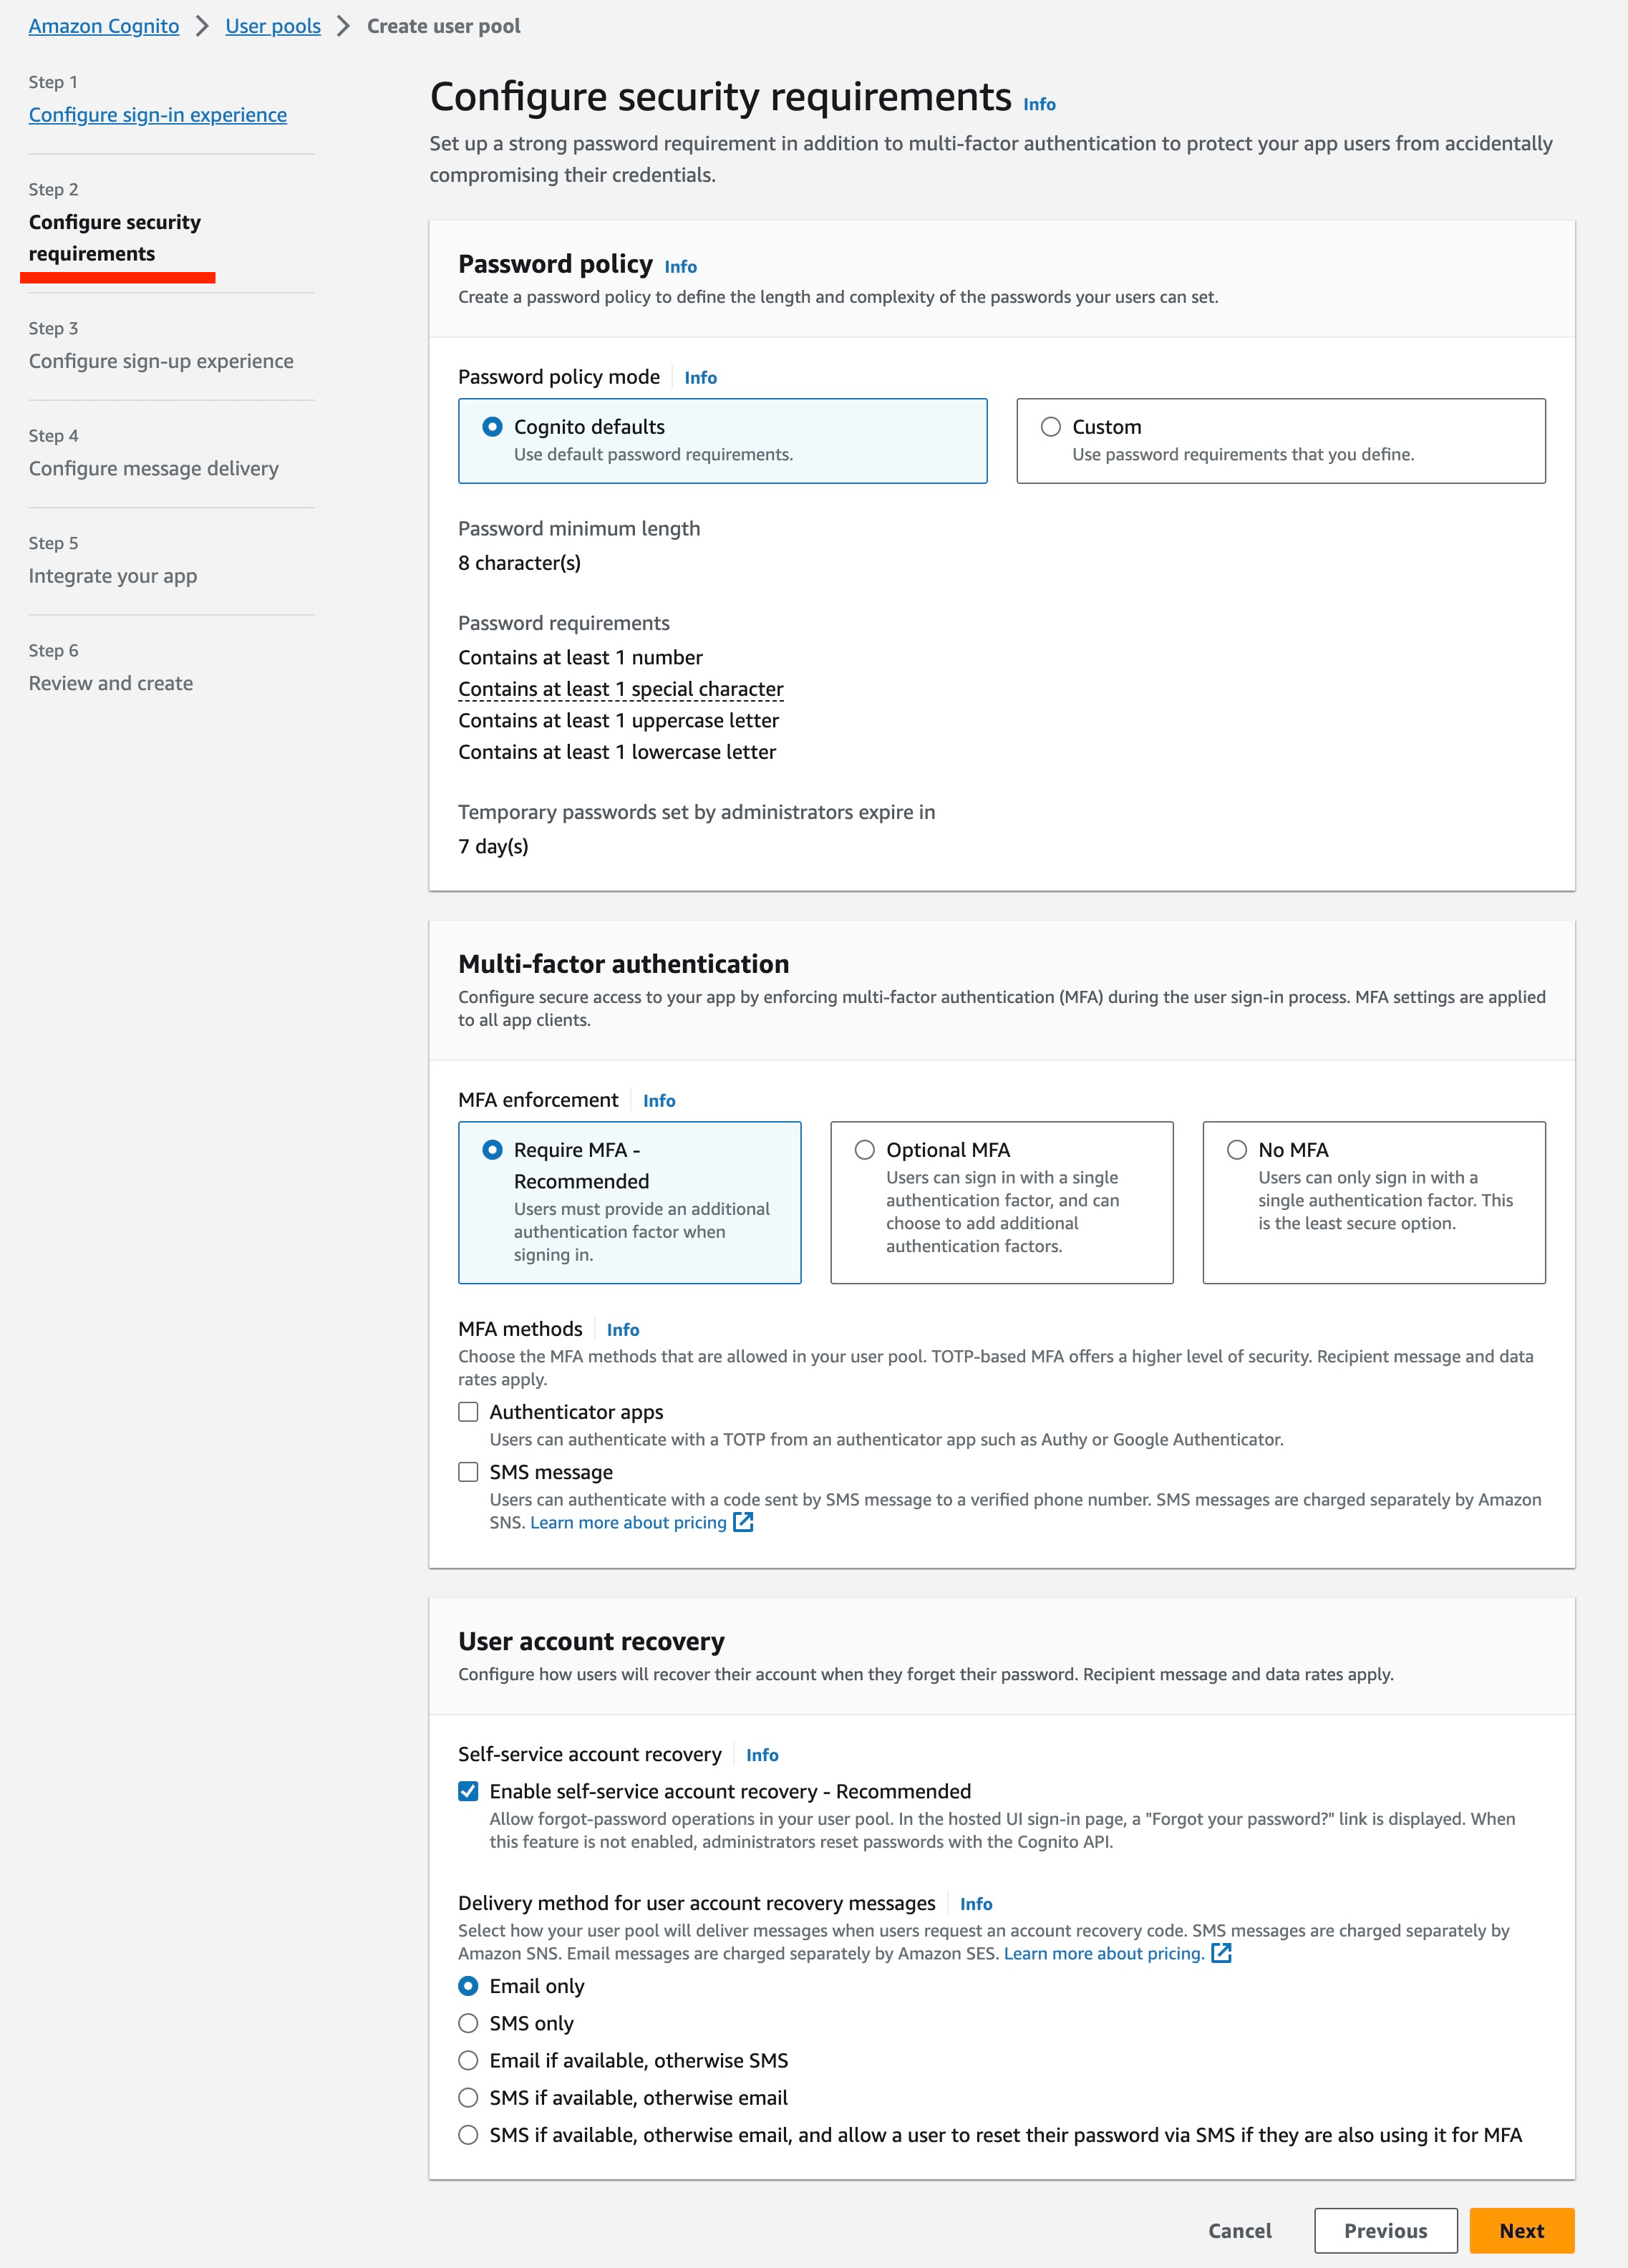 Amazon Cognito > User pools > Create user pool
Step 1
Configure sign-in experience
Step 2
Configure security
requirements
Step 3
Configure sign-up experience
Step 4
Configure message delivery
Step 5
Integrate your app
Step 6
Review and create
Configure security requirements Info
Set up a strong password requirement in addition to multi-factor authentication to protect your app users from accidentally
compromising their credentials.
Password policy Info
Create a password policy to define the length and complexity of the passwords your users can set.
Password policy mode Info
Cognito defaults
Use default password requirements.
Custom
Use password requirements that you define.
Password minimum length
8 character(s)
Password requirements
Contains at least 1 number
Contains at least 1 special character
Contains at least 1 uppercase letter
Contains at least 1 lowercase letter
Temporary passwords set by administrators expire in
7 day(s)
Multi-factor authentication
Configure secure access to your app by enforcing multi-factor authentication (MFA) during the user sign-in process. MFA settings are applied
to all app clients.
MFA enforcement Info
Require MFA -
Recommended
Users must provide an additional
authentication factor when
signing in.
Optional MFA
Users can sign in with a single
authentication factor, and can
choose to add additional
authentication factors.
No MFA
Users can only sign in with a
single authentication factor. This
is the least secure option.
MFA methods Info
Choose the MFA methods that are allowed in your user pool. TOTP-based MFA offers a higher level of security. Recipient message and data
rates apply.
Authenticator apps
Users can authenticate with a TOTP from an authenticator app such as Authy or Google Authenticator.
SMS message
Users can authenticate with a code sent by SMS message to a verified phone number. SMS messages are charged separately by Amazon
SNS. Learn more about pricing
User account recovery
Configure how users will recover their account when they forget their password. Recipient message and data rates apply.
Self-service account recovery Info
Enable self-service account recovery - Recommended
Allow forgot-password operations in your user pool. In the hosted UI sign-in page, a "Forgot your password?" link is displayed. When
this feature is not enabled, administrators reset passwords with the Cognito API.
Delivery method for user account recovery messages Info
Select how your user pool will deliver messages when users request an account recovery code. SMS messages are charged separately by
Amazon SNS. Email messages are charged separately by Amazon SES. Learn more about pricing.
Email only
SMS only
Email if available, otherwise SMS
SMS if available, otherwise email
SMS if available, otherwise email, and allow a user to reset their password via SMS if they are also using it for MFA
Cancel
Previous
Next